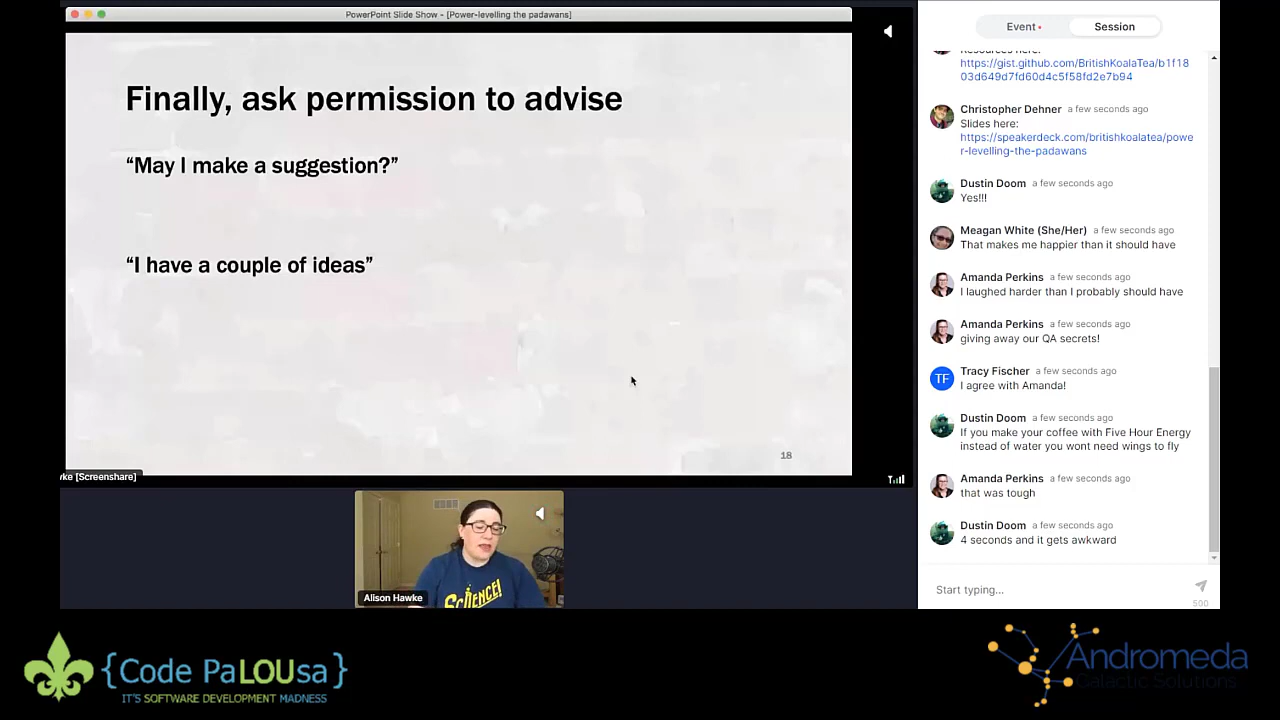 PowerPoint Slide Show - [Power-levelling the padawans]
Finally, ask permission to advise
“May I make a suggestion?”
“I have a couple of ideas”
18
ke [Screenshare]
Alison Hawke
SCIENCE!
Event
Session
Resources here:
https://gist.github.com/BritishKoalaTea/b1f18
03d649d7fd60d4c5f58fd2e7b94
Christopher Dehner a few seconds ago
Slides here:
https://speakerdeck.com/britishkoalatea/powe
r-levelling-the-padawans
Dustin Doom a few seconds ago
Yes!!!
Meagan White (She/Her) a few seconds ago
That makes me happier than it should have
Amanda Perkins a few seconds ago
I laughed harder than I probably should have
Amanda Perkins a few seconds ago
giving away our QA secrets!
TF
Tracy Fischer a few seconds ago
I agree with Amanda!
Dustin Doom a few seconds ago
If you make your coffee with Five Hour Energy
instead of water you wont need wings to fly
Amanda Perkins a few seconds ago
that was tough
Dustin Doom a few seconds ago
4 seconds and it gets awkward
Start typing...
500
{Code PaLOUsa}
IT'S SOFTWARE DEVELOPMENT MADNESS
Andromeda
Galactic Solutions